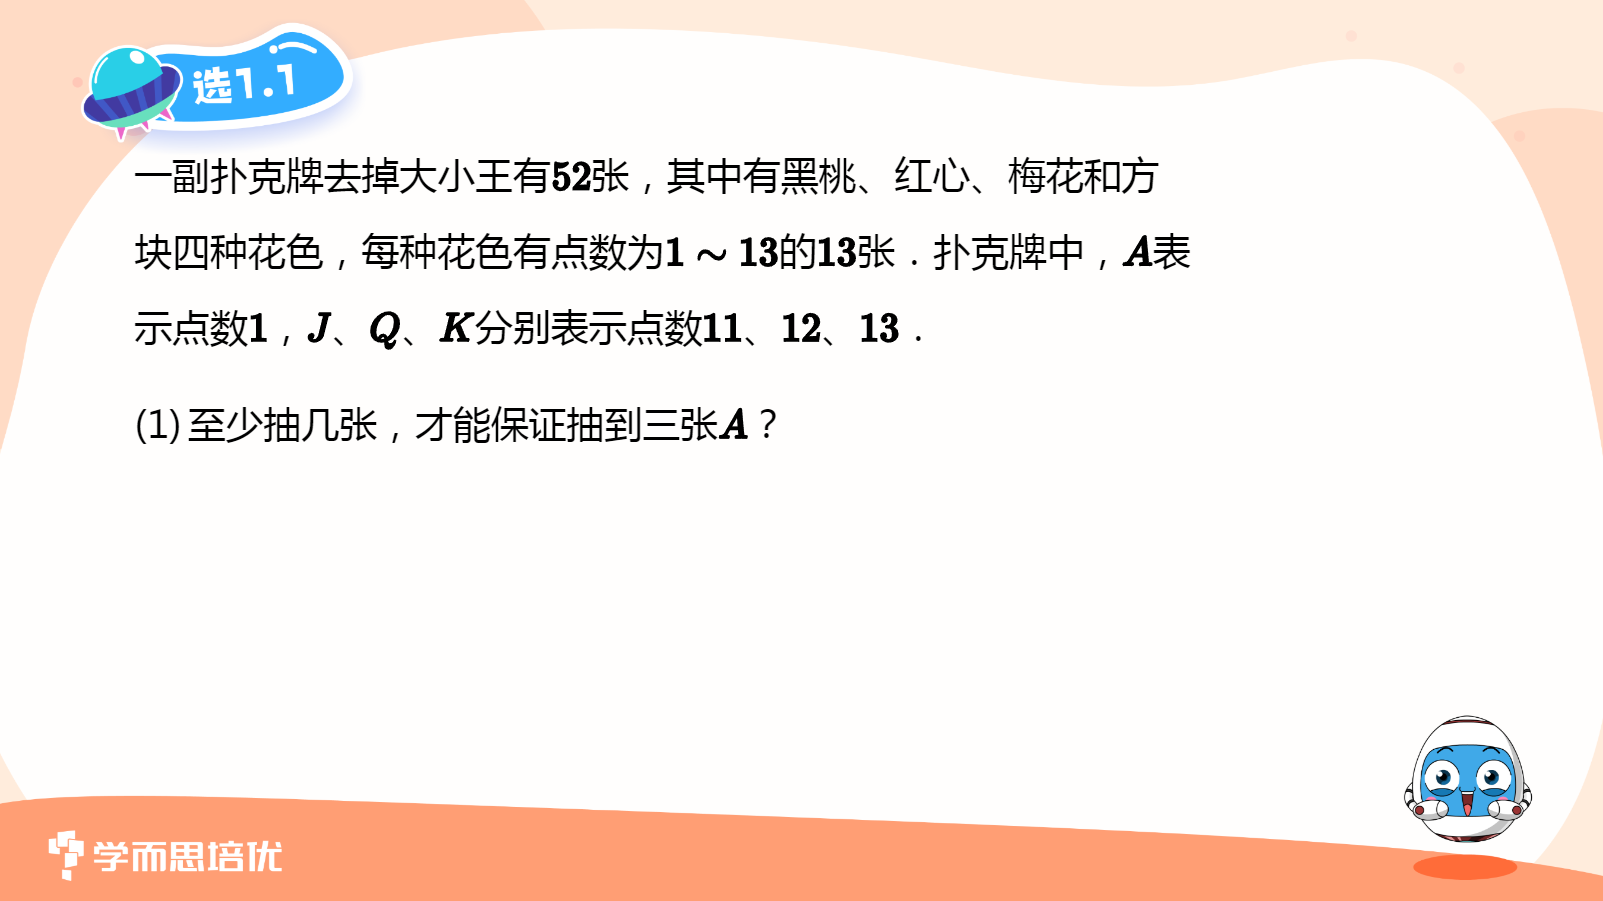 选1.1
一副扑克牌去掉大小王有52张，其中有黑桃、红心、梅花和方
块四种花色，每种花色有点数为1～13的13张．扑克牌中，A表
示点数1，J、Q、K分别表示点数11、12、13．
(1) 至少抽几张，才能保证抽到三张A？
学而思培优